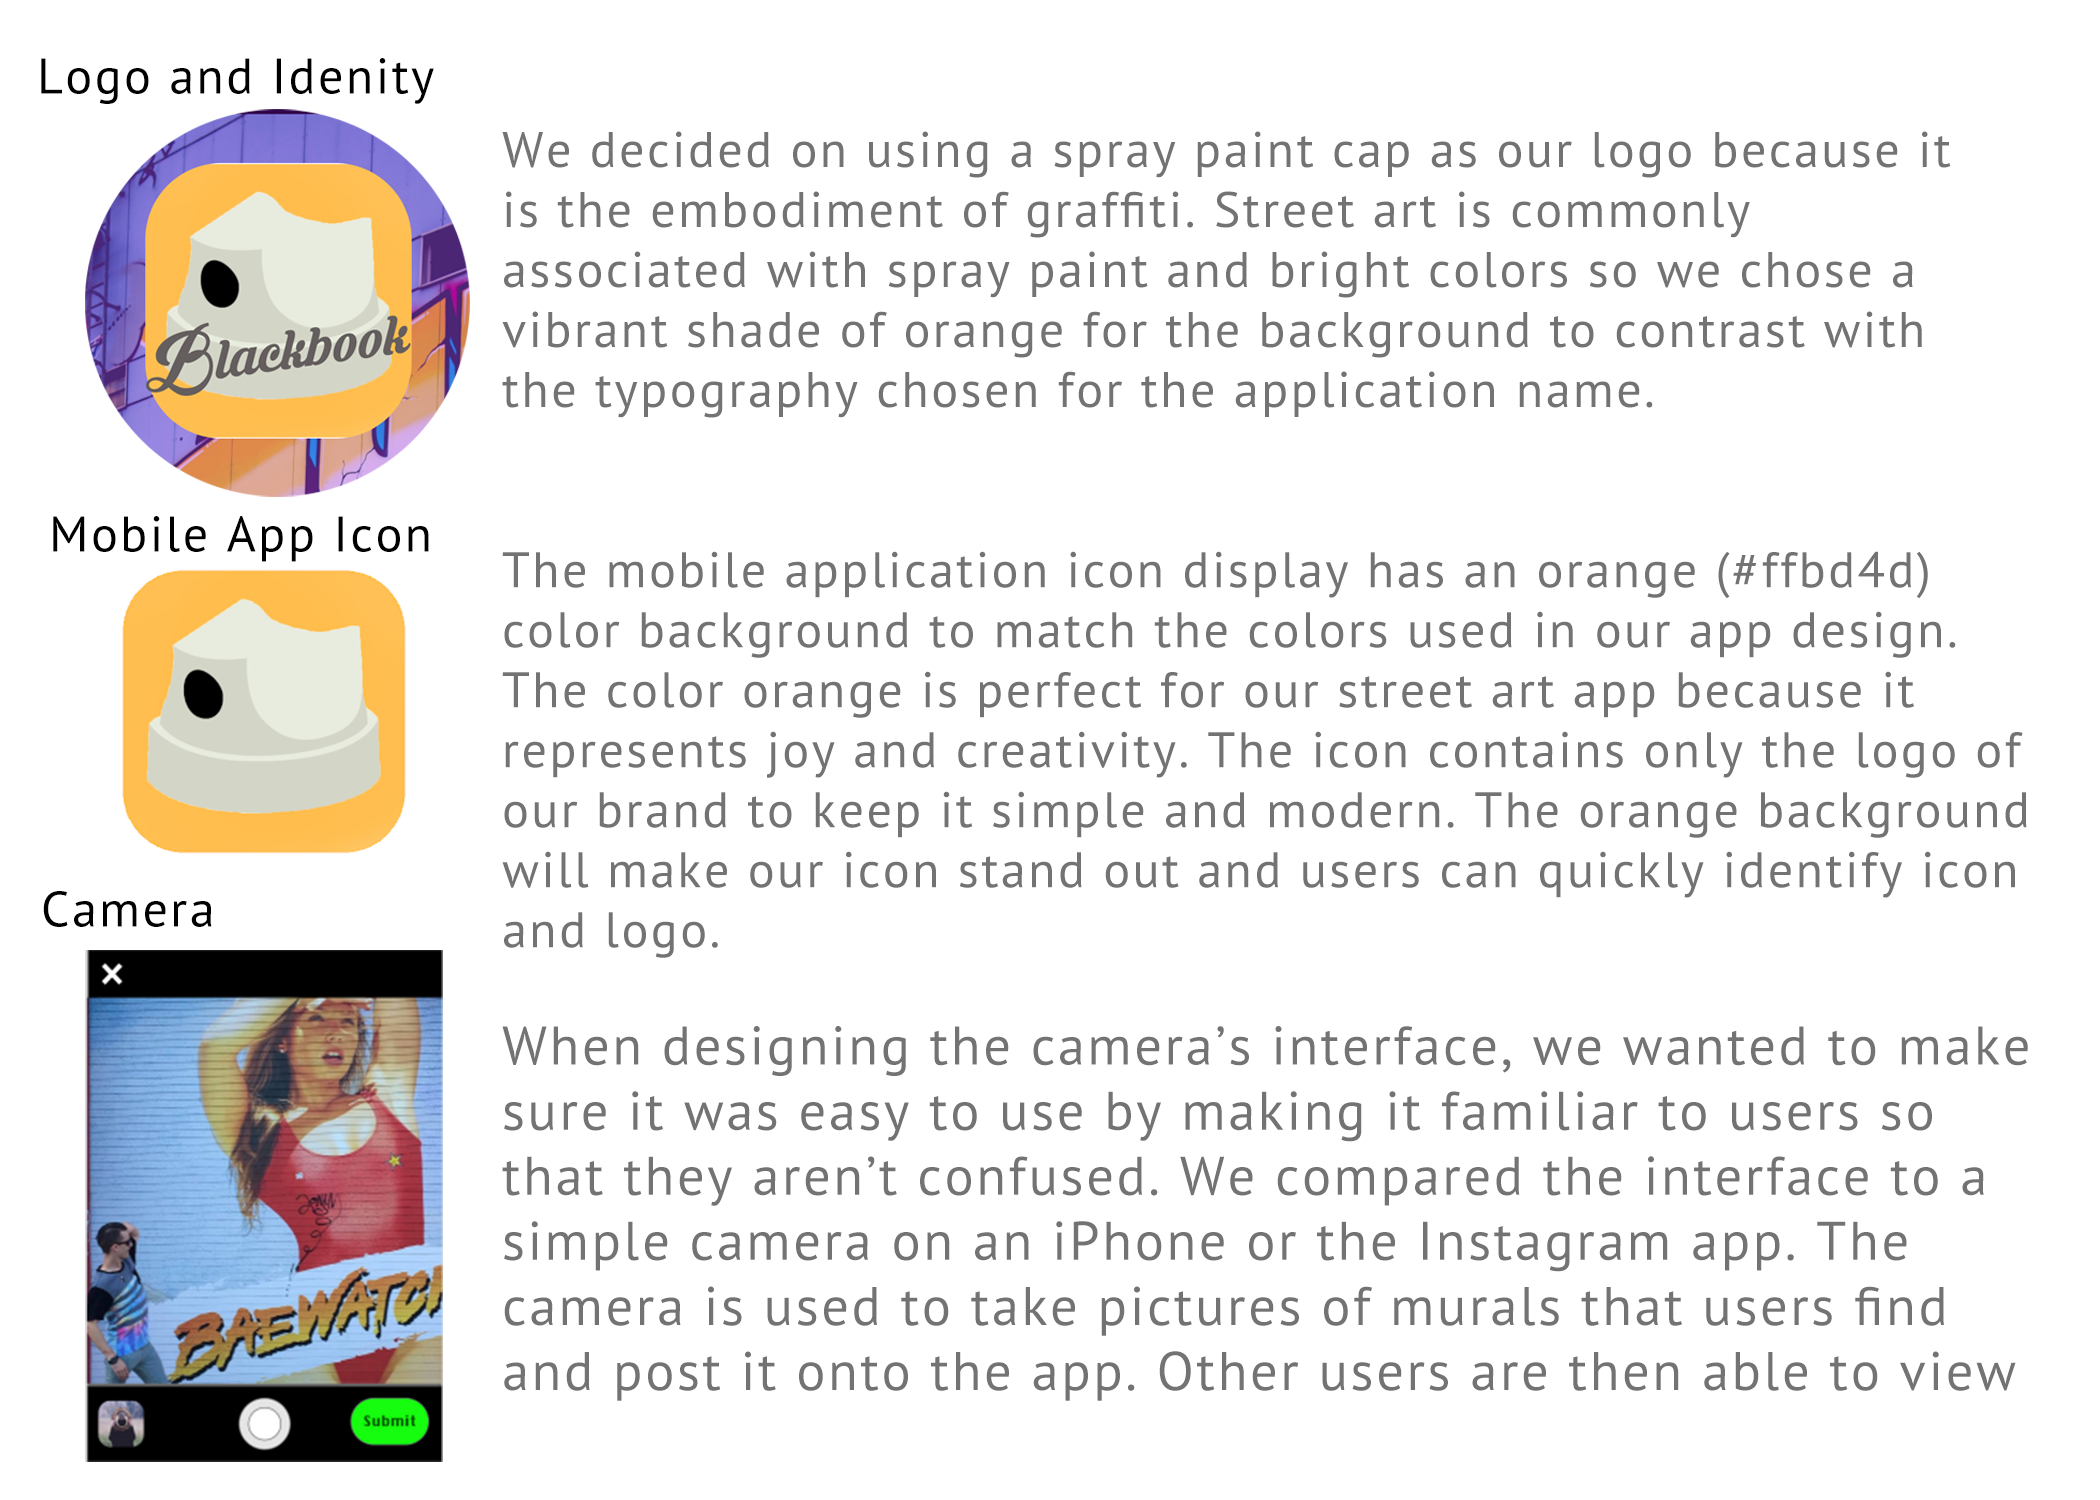 Logo and Idenity
Blackbook
We decided on using a spray paint cap as our logo because it
is the embodiment of graffiti. Street art is commonly
associated with spray paint and bright colors so we chose a
vibrant shade of orange for the background to contrast with
the typography chosen for the application name.
Mobile App Icon
The mobile application icon display has an orange (#ffbd4d)
color background to match the colors used in our app design.
The color orange is perfect for our street art app because it
represents joy and creativity. The icon contains only the logo of
our brand to keep it simple and modern. The orange background
will make our icon stand out and users can quickly identify icon
and logo.
Camera
BAEWATCH
Submit
When designing the camera’s interface, we wanted to make
sure it was easy to use by making it familiar to users so
that they aren’t confused. We compared the interface to a
simple camera on an iPhone or the Instagram app. The
camera is used to take pictures of murals that users find
and post it onto the app. Other users are then able to view